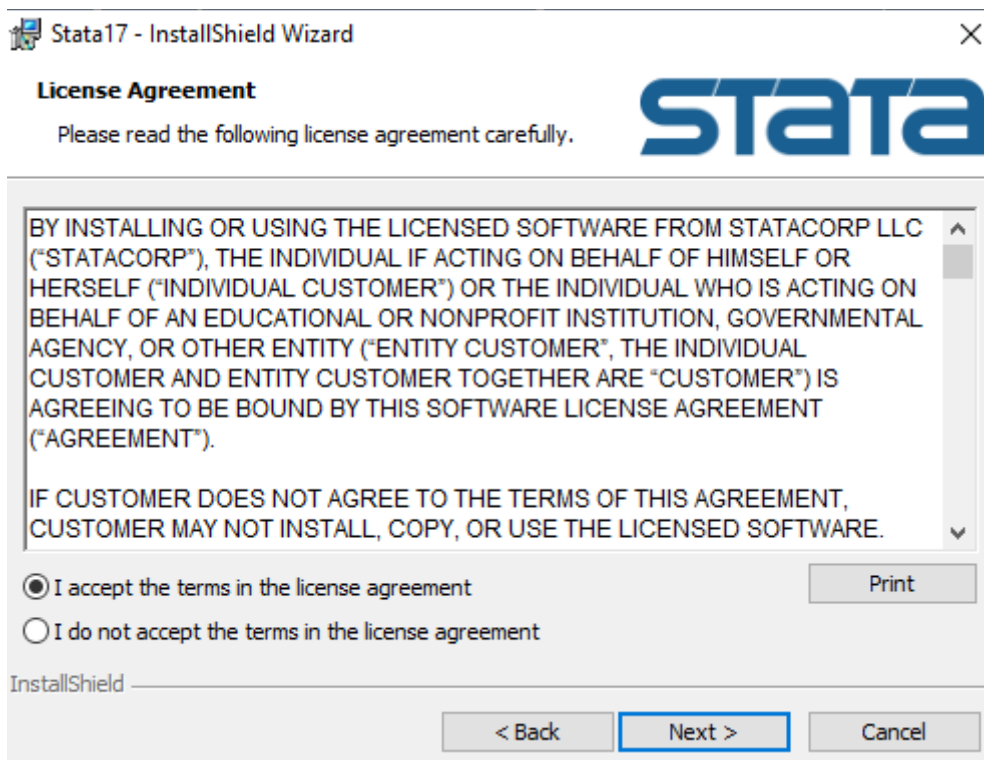 Stata17 - InstallShield Wizard
License Agreement
Please read the following license agreement carefully.
STATA
BY INSTALLING OR USING THE LICENSED SOFTWARE FROM STATACORP LLC
(“STATACORP”), THE INDIVIDUAL IF ACTING ON BEHALF OF HIMSELF OR
HERSELF (“INDIVIDUAL CUSTOMER”) OR THE INDIVIDUAL WHO IS ACTING ON
BEHALF OF AN EDUCATIONAL OR NONPROFIT INSTITUTION, GOVERNMENTAL
AGENCY, OR OTHER ENTITY (“ENTITY CUSTOMER”, THE INDIVIDUAL
CUSTOMER AND ENTITY CUSTOMER TOGETHER ARE “CUSTOMER”) IS
AGREEING TO BE BOUND BY THIS SOFTWARE LICENSE AGREEMENT
(“AGREEMENT”).
IF CUSTOMER DOES NOT AGREE TO THE TERMS OF THIS AGREEMENT,
CUSTOMER MAY NOT INSTALL, COPY, OR USE THE LICENSED SOFTWARE.
I accept the terms in the license agreement
Print
I do not accept the terms in the license agreement
InstallShield
< Back
Next >
Cancel